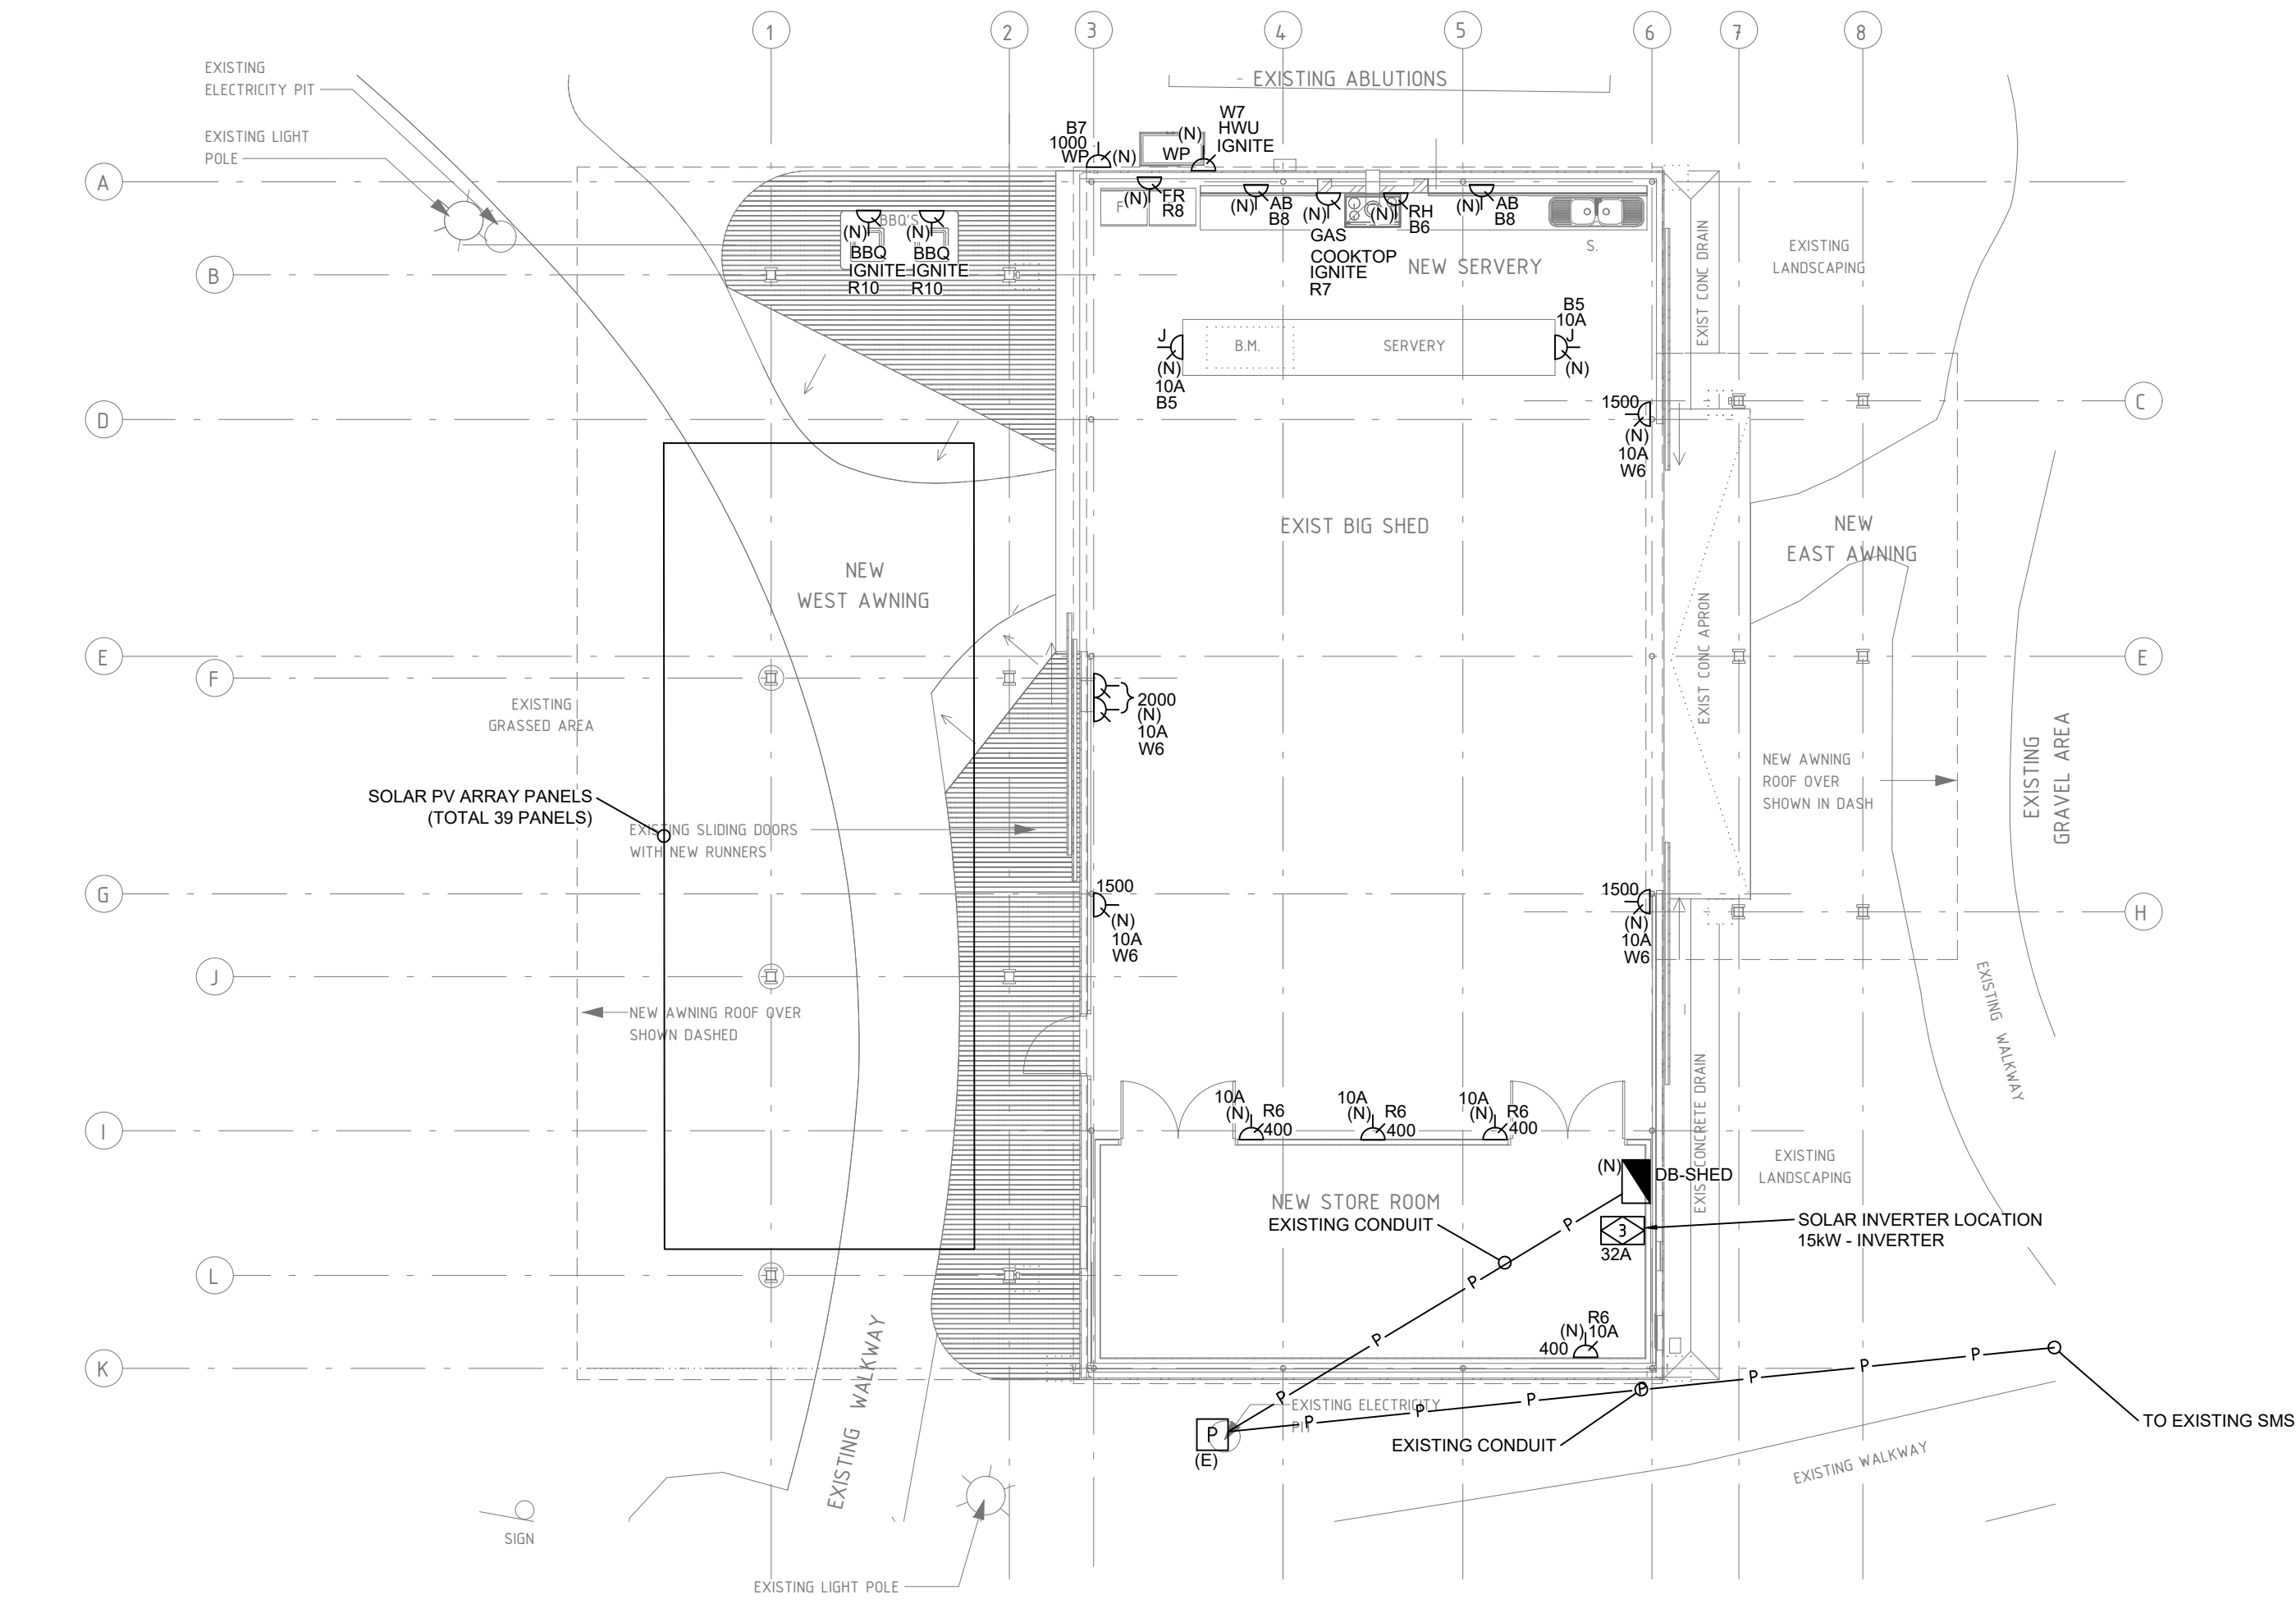 1
2
3
4
5
6
7
8
EXISTING
ELECTRICITY PIT
EXISTING LIGHT
POLE
- EXISTING ABLUTIONS
B7
1000
WP
(N)
(N)
WP
W7
HWU
IGNITE
A
F
(N)
FR
R8
(N)
AB
B8
(N)
GAS
COOKTOP
IGNITE
R7
(N)
RH
B6
(N)
AB
B8
S.
BBQ'S
(N)
BBQ
IGNITE
R10
(N)
BBQ
IGNITE
R10
B
NEW SERVERY
EXIST CONC DRAIN
EXISTING
LANDSCAPING
B5
10A
J
(N)
J
(N)
10A
B5
B.M.
SERVERY
D
C
1500
(N)
10A
W6
EXIST BIG SHED
NEW
EAST AWNING
NEW
WEST AWNING
EXIST CONC APRON
E
E
F
EXISTING
GRASSED AREA
2000
(N)
10A
W6
NEW AWNING
ROOF OVER
SHOWN IN DASH
EXISTING
GRAVEL AREA
SOLAR PV ARRAY PANELS
(TOTAL 39 PANELS)
EXISTING SLIDING DOORS
WITH NEW RUNNERS
G
1500
(N)
10A
W6
1500
(N)
10A
W6
H
J
NEW AWNING ROOF OVER
SHOWN DASHED
EXISTING WALKWAY
10A
(N)
R6
400
10A
(N)
R6
400
10A
(N)
R6
400
I
EXIST CONCRETE DRAIN
EXISTING
LANDSCAPING
(N)
DB-SHED
NEW STORE ROOM
EXISTING CONDUIT
P
3
32A
SOLAR INVERTER LOCATION
15kW - INVERTER
L
P
P
P
R6
(N)
10A
400
K
EXISTING WALKWAY
EXISTING ELECTRICITY
PIT
P
(E)
P
P
P
P
P
P
P
EXISTING CONDUIT
TO EXISTING SMS
EXISTING WALKWAY
SIGN
EXISTING LIGHT POLE